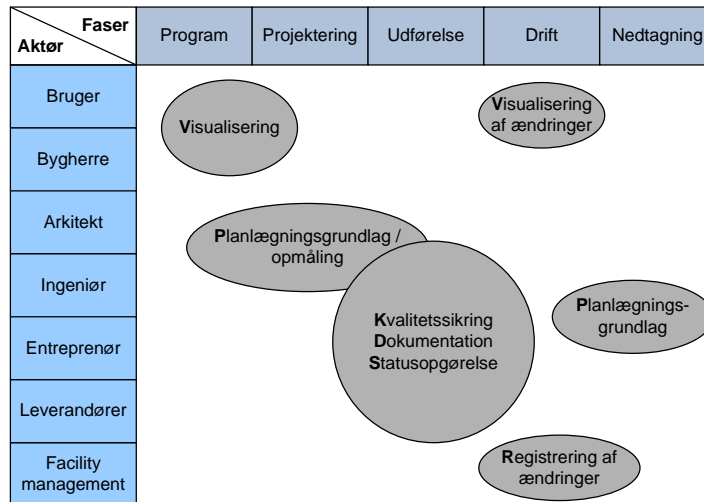 Faser
Aktør
Program
Projektering
Udførelse
Drift
Nedtagning
Bruger
Bygherre
Arkitekt
Ingeniør
Entreprenør
Leverandører
Facility
management
Visualisering
Visualisering
af ændringer
Planlægningsgrundlag /
opmåling
Kvalitetssikring
Dokumentation
Statusopgørelse
Planlægnings-
grundlag
Registrering af
ændringer